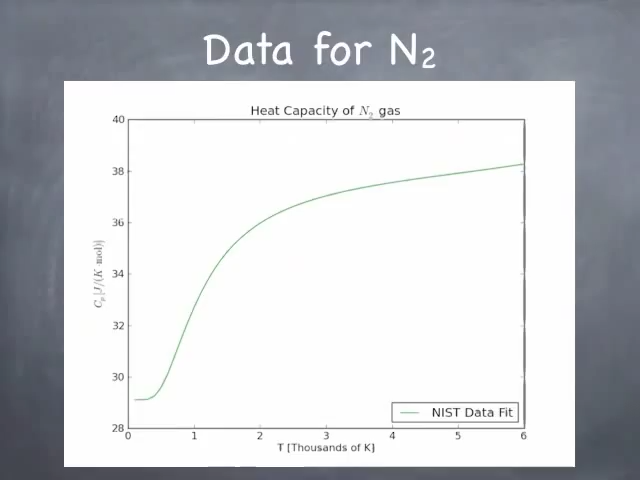 Data for N₂
Heat Capacity of N₂ gas
40
38
36
34
32
30
28
C_p [J/(K·mol)]
NIST Data Fit
0 1 2 3 4 5 6
T [Thousands of K]